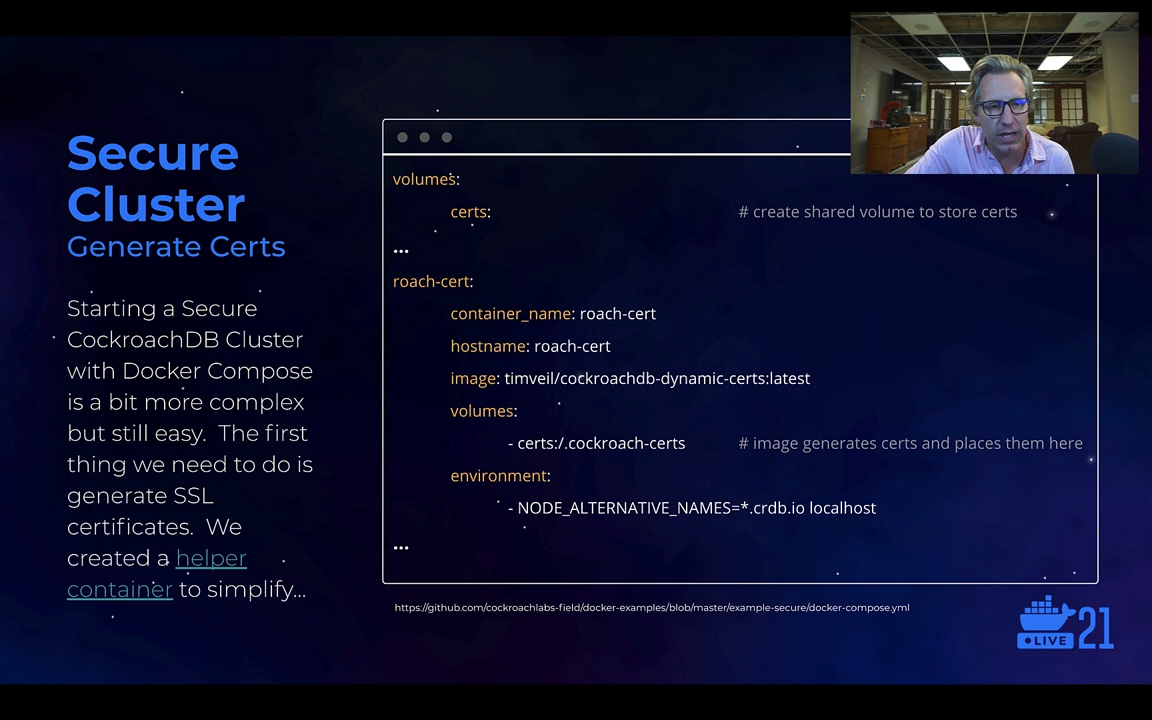 Secure
Cluster
Generate Certs
Starting a Secure
CockroachDB Cluster
with Docker Compose
is a bit more complex
but still easy.  The first
thing we need to do is
generate SSL
certificates.  We
created a helper
container to simplify...
volumes:
certs: # create shared volume to store certs
...
roach-cert:
container_name: roach-cert
hostname: roach-cert
image: timveil/cockroachdb-dynamic-certs:latest
volumes:
- certs:/.cockroach-certs # image generates certs and places them here
environment:
- NODE_ALTERNATIVE_NAMES=*.crdb.io localhost
...
https://github.com/cockroachlabs-field/docker-examples/blob/master/example-secure/docker-compose.yml
LIVE 21